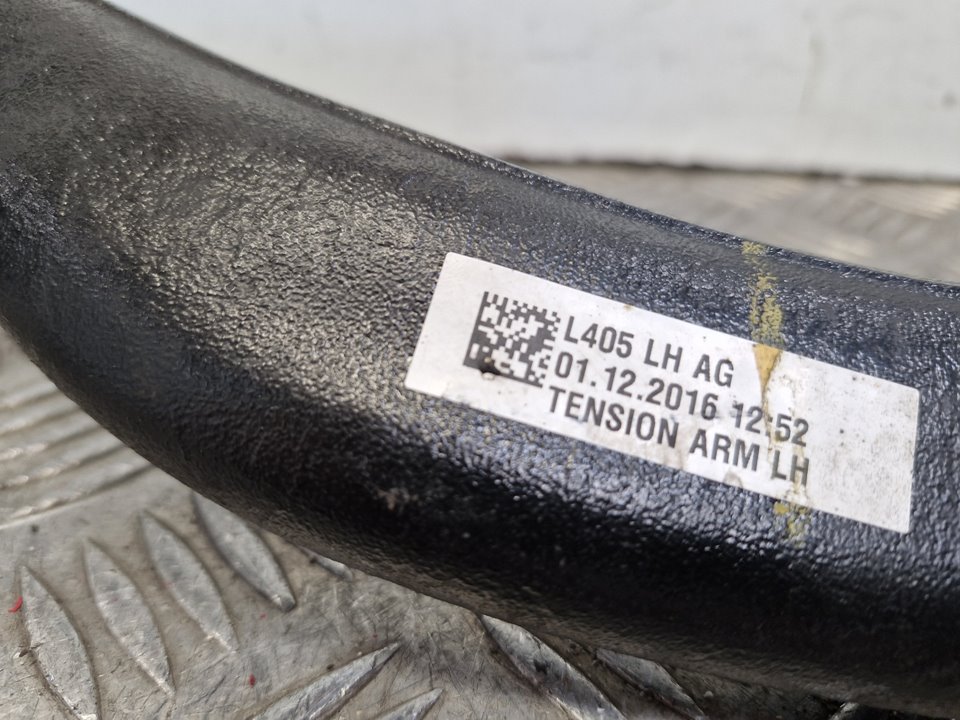 L405 LH AG
01.12.2016 12:52
TENSION ARM LH